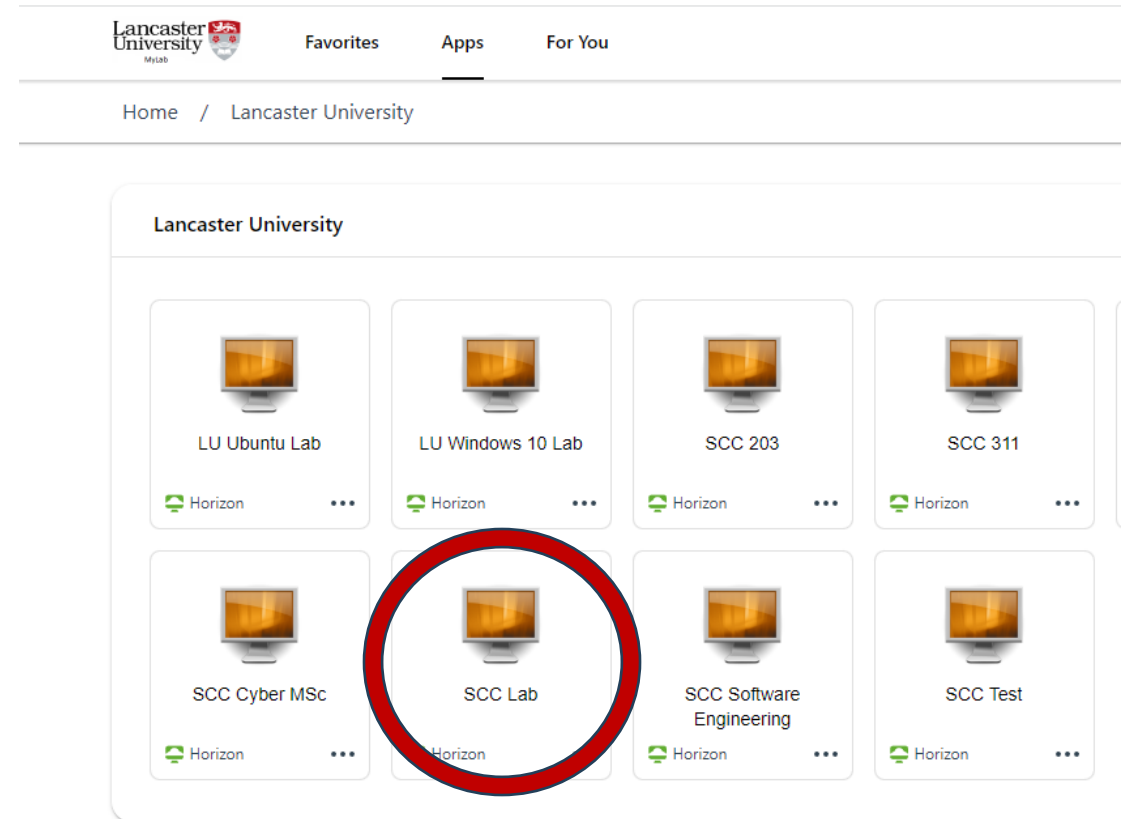 Lancaster
University
MyLab
Favorites Apps For You
Home / Lancaster University
Lancaster University
LU Ubuntu Lab
Horizon
LU Windows 10 Lab
Horizon
SCC 203
Horizon
SCC 311
Horizon
SCC Cyber MSc
Horizon
SCC Lab
Horizon
SCC Software
Engineering
Horizon
SCC Test
Horizon